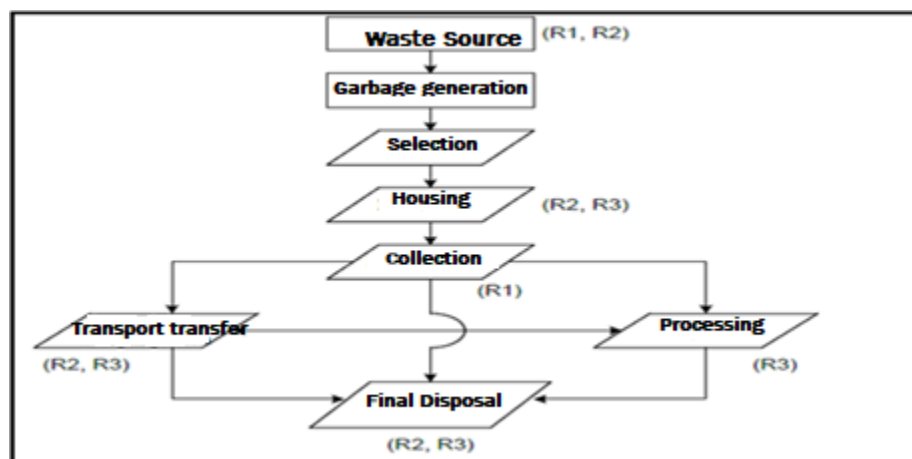 Waste Source
(R1, R2)
Garbage generation
Selection
Housing
(R2, R3)
Collection
(R1)
Transport transfer
(R2, R3)
Processing
(R3)
Final Disposal
(R2, R3)